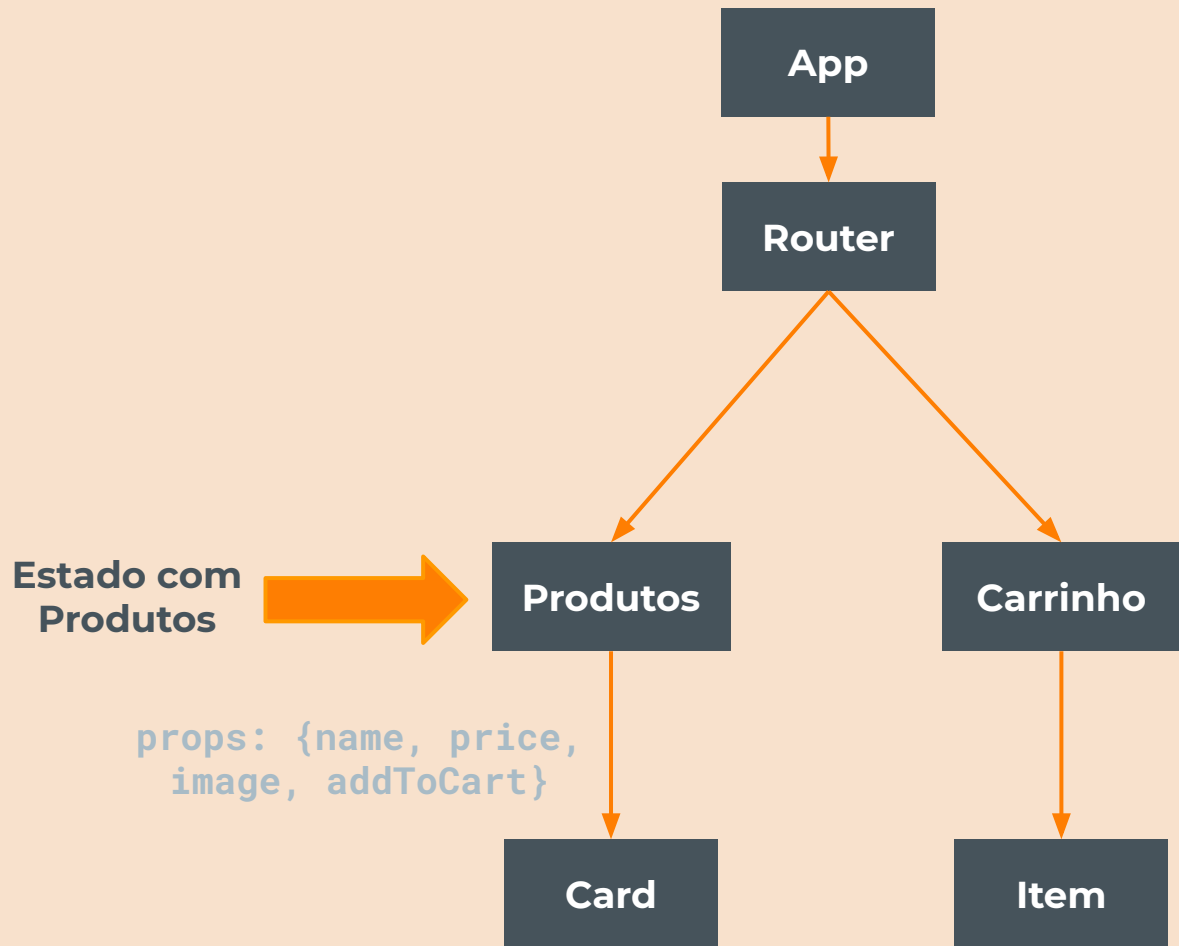 App
Router
Estado com
Produtos
Produtos
Carrinho
props: {name, price,
image, addToCart}
Card
Item